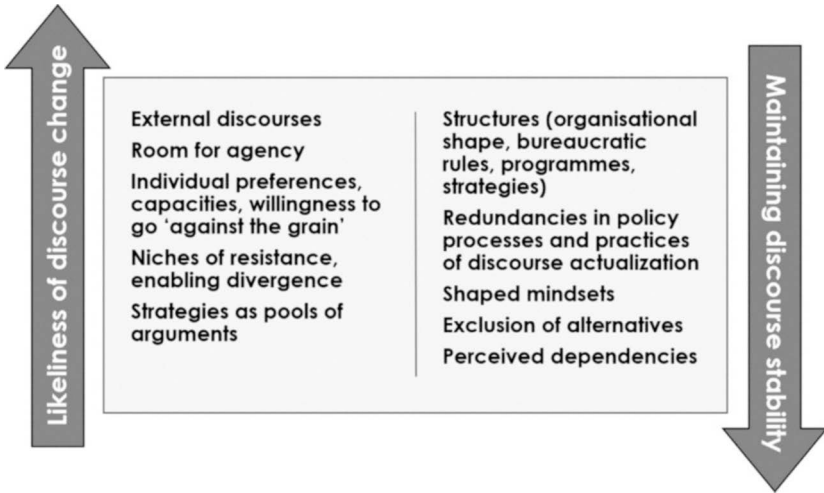 Likeliness of discourse change
External discourses
Room for agency
Individual preferences,
capacities, willingness to
go ‘against the grain’
Niches of resistance,
enabling divergence
Strategies as pools of
arguments
Structures (organisational
shape, bureaucratic
rules, programmes,
strategies)
Redundancies in policy
processes and practices
of discourse actualization
Shaped mindsets
Exclusion of alternatives
Perceived dependencies
Maintaining discourse stability